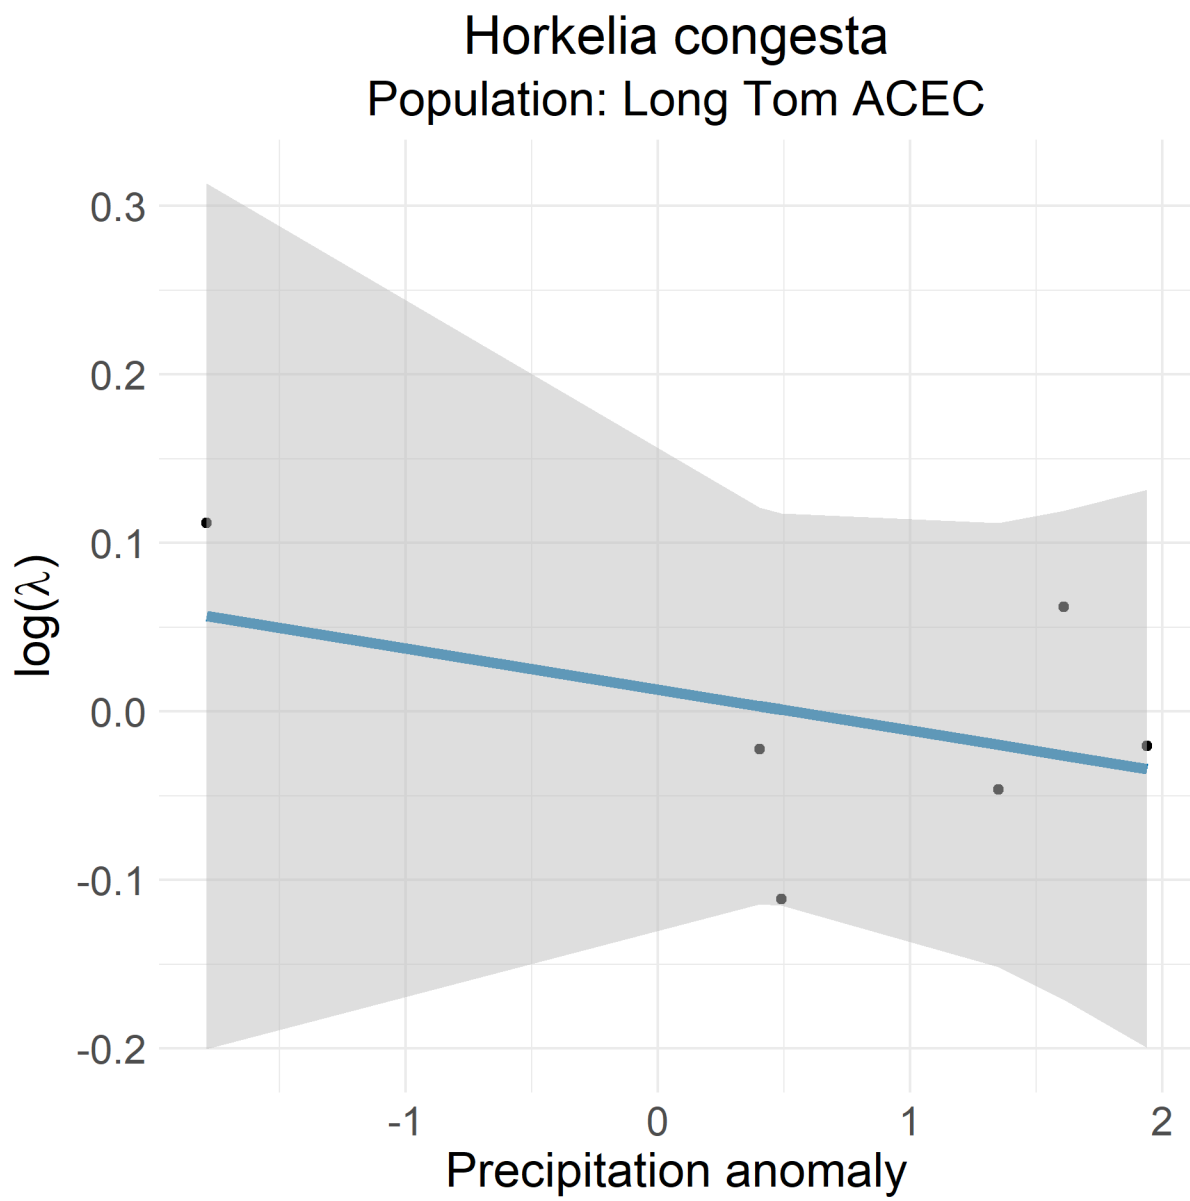 Horkelia congesta
Population: Long Tom ACEC
0.3
0.2
0.1
0.0
-0.1
-0.2
log(λ)
-1 0 1 2
Precipitation anomaly